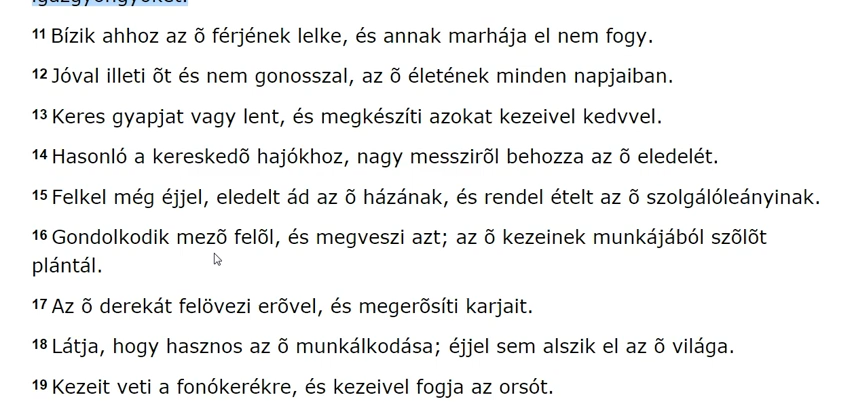 igazgyöngyöket.
11 Bízik ahhoz az õ férjének lelke, és annak marhája el nem fogy.
12 Jóval illeti õt és nem gonosszal, az õ életének minden napjaiban.
13 Keres gyapjat vagy lent, és megkészíti azokat kezeivel kedvvel.
14 Hasonló a kereskedõ hajókhoz, nagy messzirõl behozza az õ eledelét.
15 Felkel még éjjel, eledelt ád az õ házának, és rendel ételt az õ szolgálóleányinak.
16 Gondolkodik mezõ felõl, és megveszi azt; az õ kezeinek munkájából szõlõt
plántál.
17 Az õ derekát felövezi erõvel, és megerõsíti karjait.
18 Látja, hogy hasznos az õ munkálkodása; éjjel sem alszik el az õ világa.
19 Kezeit veti a fonókerékre, és kezeivel fogja az orsót.